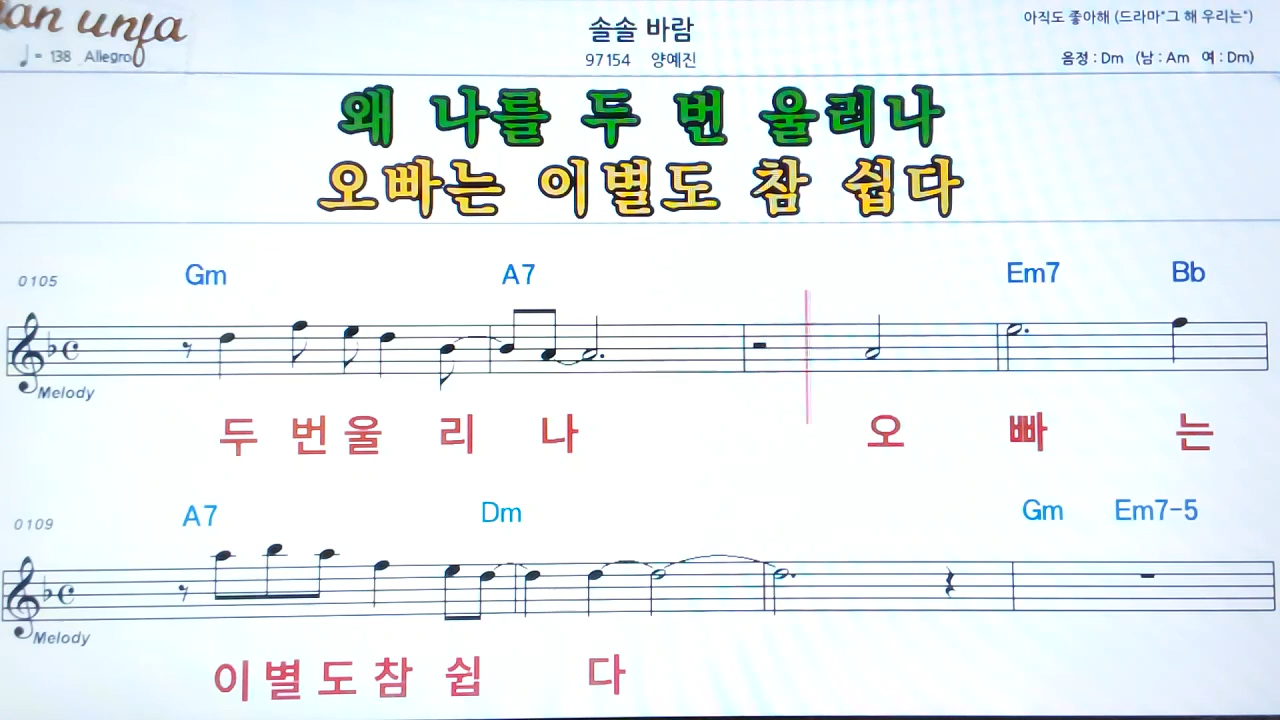 솔솔 바람
아직도 좋아해 (드라마"그 해 우리는")
♩= 138 Allegro
97154 양예진
음정 : Dm (남 : Am 여 : Dm)
왜 나를 두 번 울리나
오빠는 이별도 참 쉽다
0105 Gm A7 Em7 Bb
Melody
두 번 울 리 나 오 빠 는
0109 A7 Dm Gm Em7-5
Melody
이 별 도 참 쉽 다